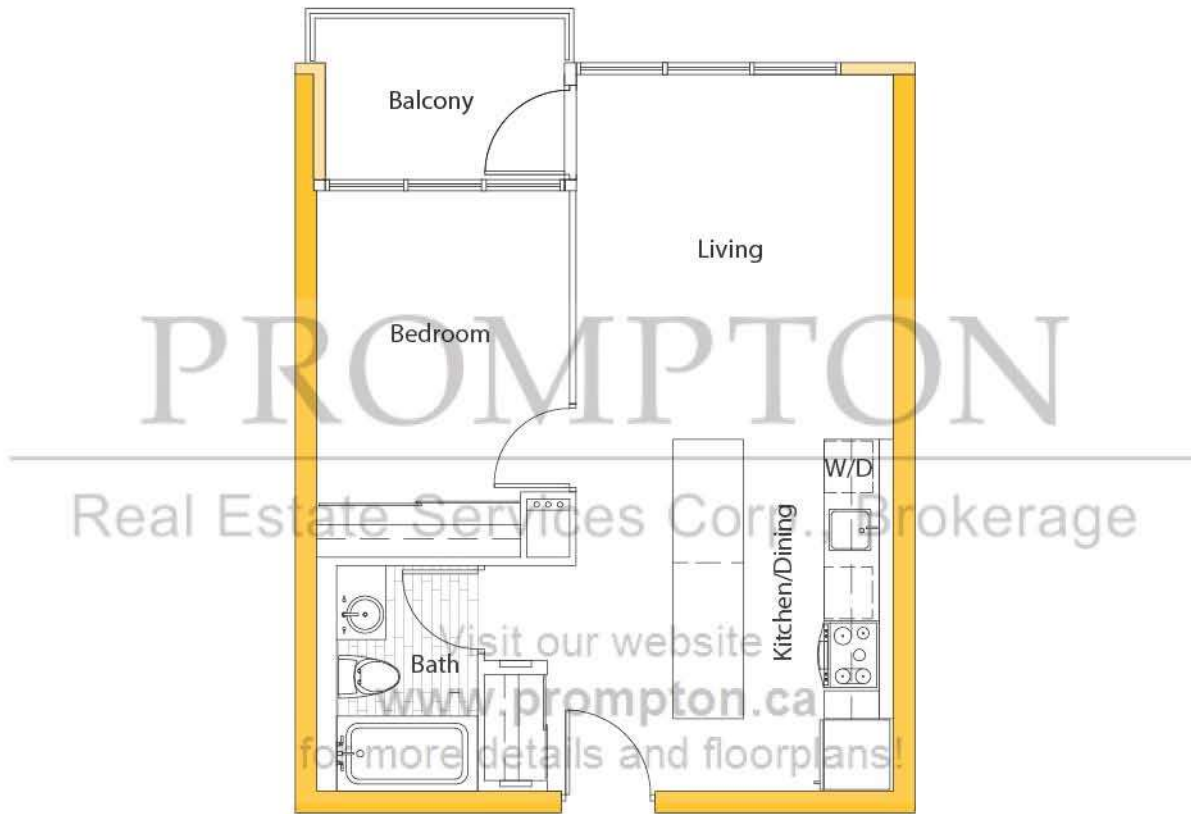 Balcony
Living
Bedroom
PROMPTON
W/D
Real Estate Services Corp., Brokerage
Kitchen/Dining
Visit our website
Bath
www.prompton.ca
for more details and floorplans!